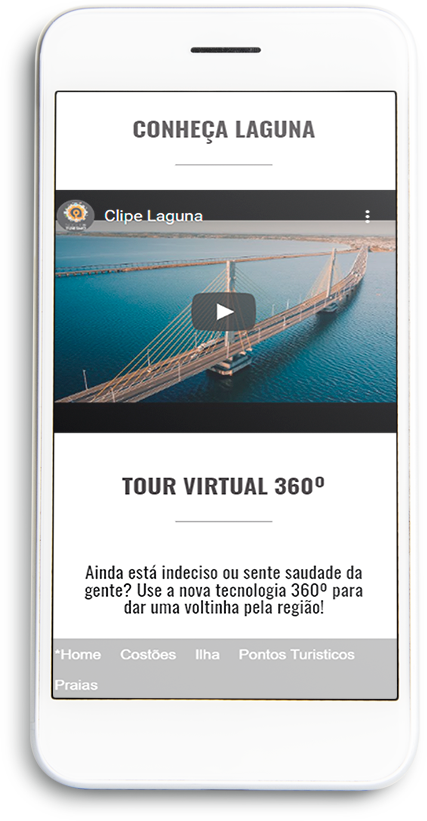 CONHEÇA LAGUNA
Clipe Laguna
TOUR VIRTUAL 360º
Ainda está indeciso ou sente saudade da
gente? Use a nova tecnologia 360º para
dar uma voltinha pela região!
*Home Costões Ilha Pontos Turisticos
Praias